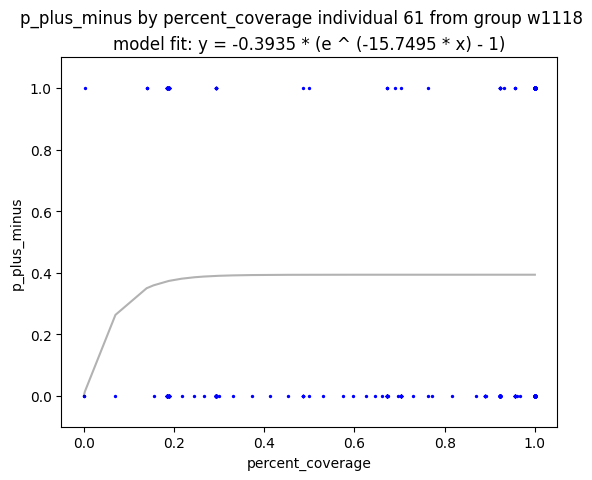 p_plus_minus by percent_coverage individual 61 from group w1118
model fit: y = -0.3935 * (e ^ (-15.7495 * x) - 1)
1.0
0.8
0.6
0.4
0.2
0.0
p_plus_minus
0.0 0.2 0.4 0.6 0.8 1.0
percent_coverage